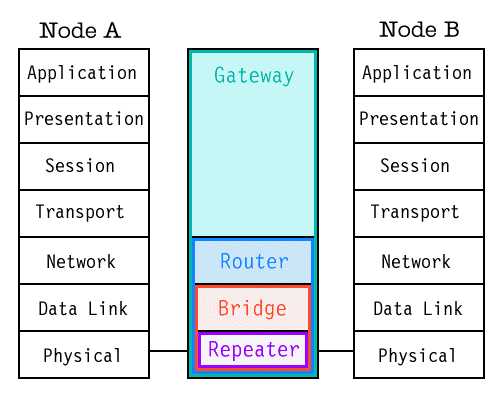 Node A
Application
Presentation
Session
Transport
Network
Data Link
Physical
Gateway
Router
Bridge
Repeater
Node B
Application
Presentation
Session
Transport
Network
Data Link
Physical